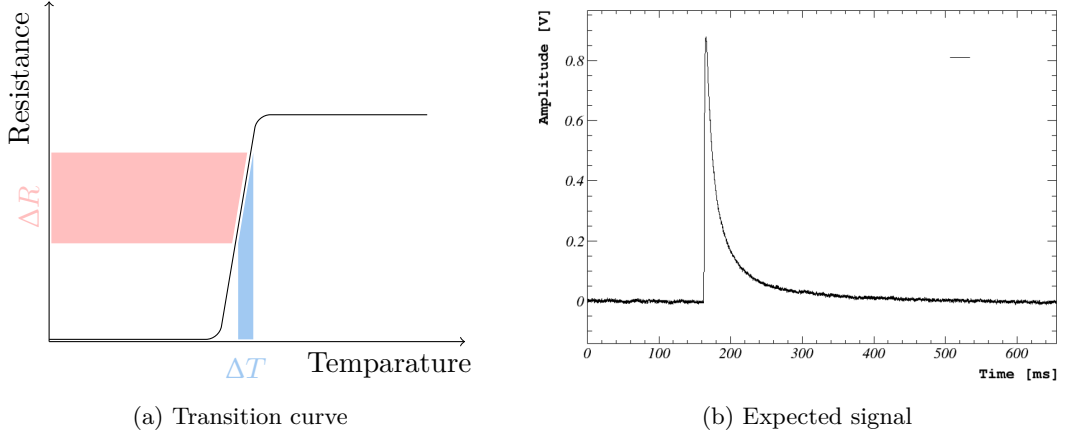 Resistance
ΔR
ΔT
Temparature
(a) Transition curve
Amplitude [V]
0.8
0.6
0.4
0.2
0
0 100 200 300 400 500 600
Time [ms]
(b) Expected signal